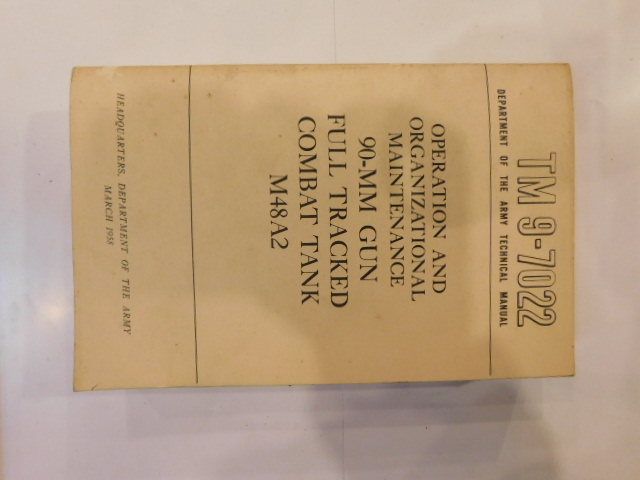 TM 9-7022
DEPARTMENT OF THE ARMY TECHNICAL MANUAL
OPERATION AND
ORGANIZATIONAL
MAINTENANCE
90-MM GUN
FULL TRACKED
COMBAT TANK
M48A2
HEADQUARTERS, DEPARTMENT OF THE ARMY
MARCH 1958